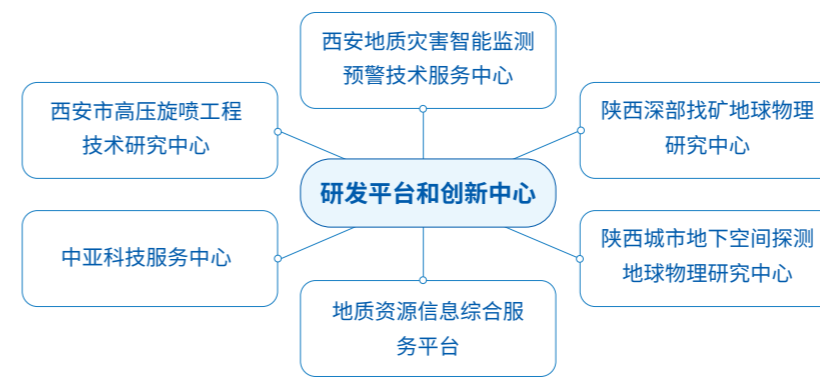 西安地质灾害智能监测
预警技术服务中心
西安市高压旋喷工程
技术研究中心
陕西深部找矿地球物理
研究中心
研发平台和创新中心
中亚科技服务中心
陕西城市地下空间探测
地球物理研究中心
地质资源信息综合服
务平台